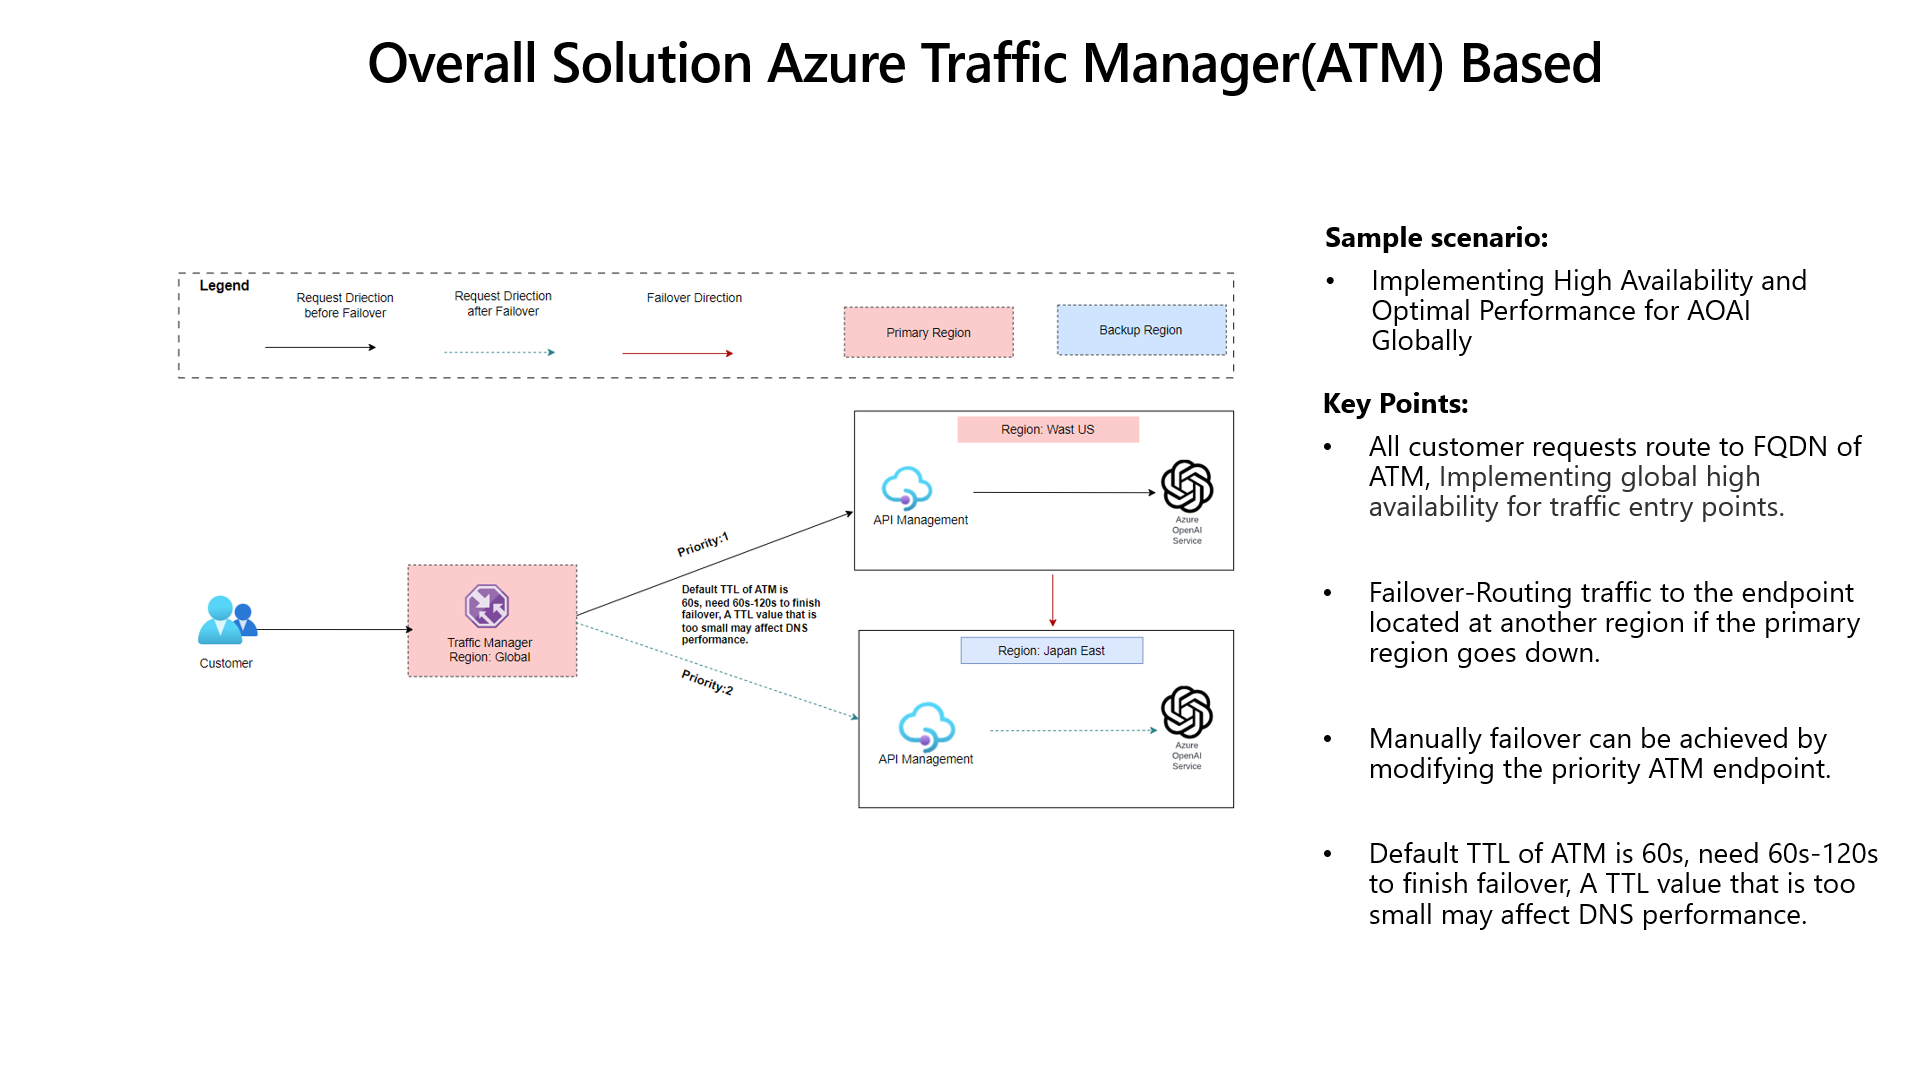 Overall Solution Azure Traffic Manager(ATM) Based
Legend
Request Driection
before Failover
Request Driection
after Failover
Failover Direction
Primary Region
Backup Region
Region: Wast US
API Management
Azure
OpenAI
Service
Priority:1
Default TTL of ATM is
60s, need 60s-120s to finish
failover, A TTL value that is
too small may affect DNS
performance.
Customer
Traffic Manager
Region: Global
Priority:2
Region: Japan East
API Management
Azure
OpenAI
Service
Sample scenario:
• Implementing High Availability and
Optimal Performance for AOAI
Globally
Key Points:
• All customer requests route to FQDN of
ATM, Implementing global high
availability for traffic entry points.
• Failover-Routing traffic to the endpoint
located at another region if the primary
region goes down.
• Manually failover can be achieved by
modifying the priority ATM endpoint.
• Default TTL of ATM is 60s, need 60s-120s
to finish failover, A TTL value that is too
small may affect DNS performance.